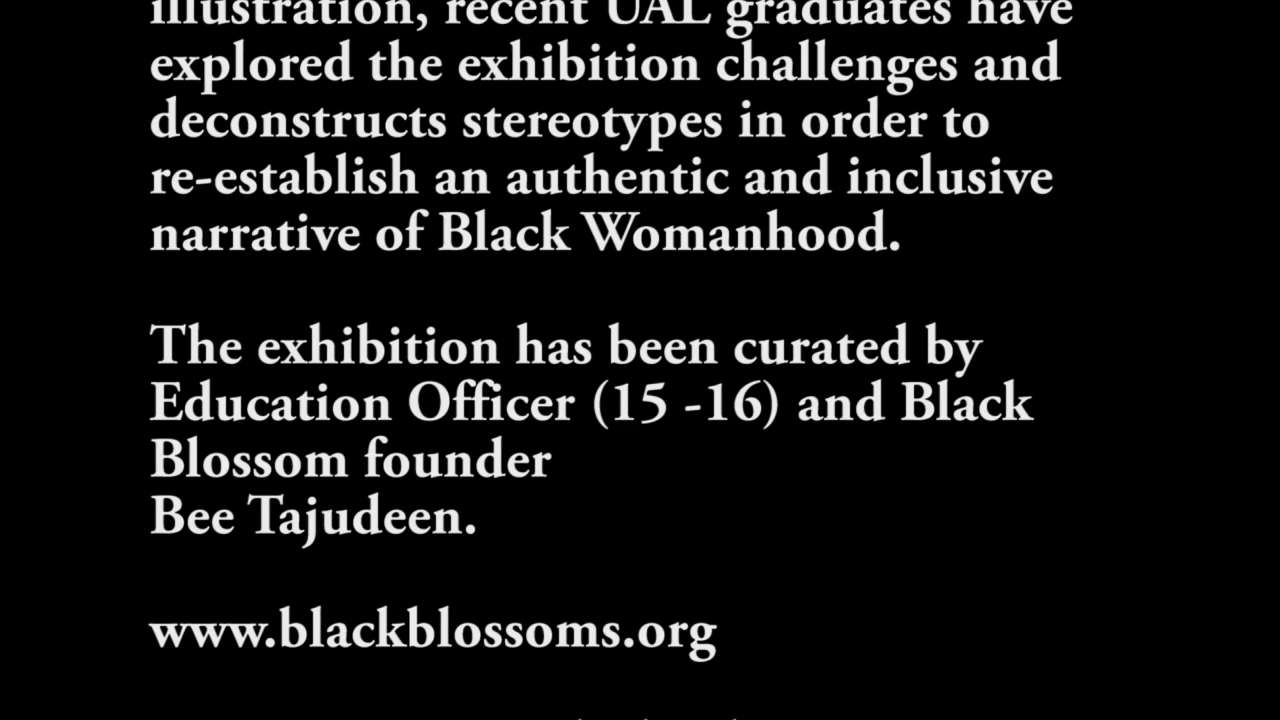 illustration, recent UAL graduates have
explored the exhibition challenges and
deconstructs stereotypes in order to
re-establish an authentic and inclusive
narrative of Black Womanhood.
The exhibition has been curated by
Education Officer (15 -16) and Black
Blossom founder
Bee Tajudeen.
www.blackblossoms.org